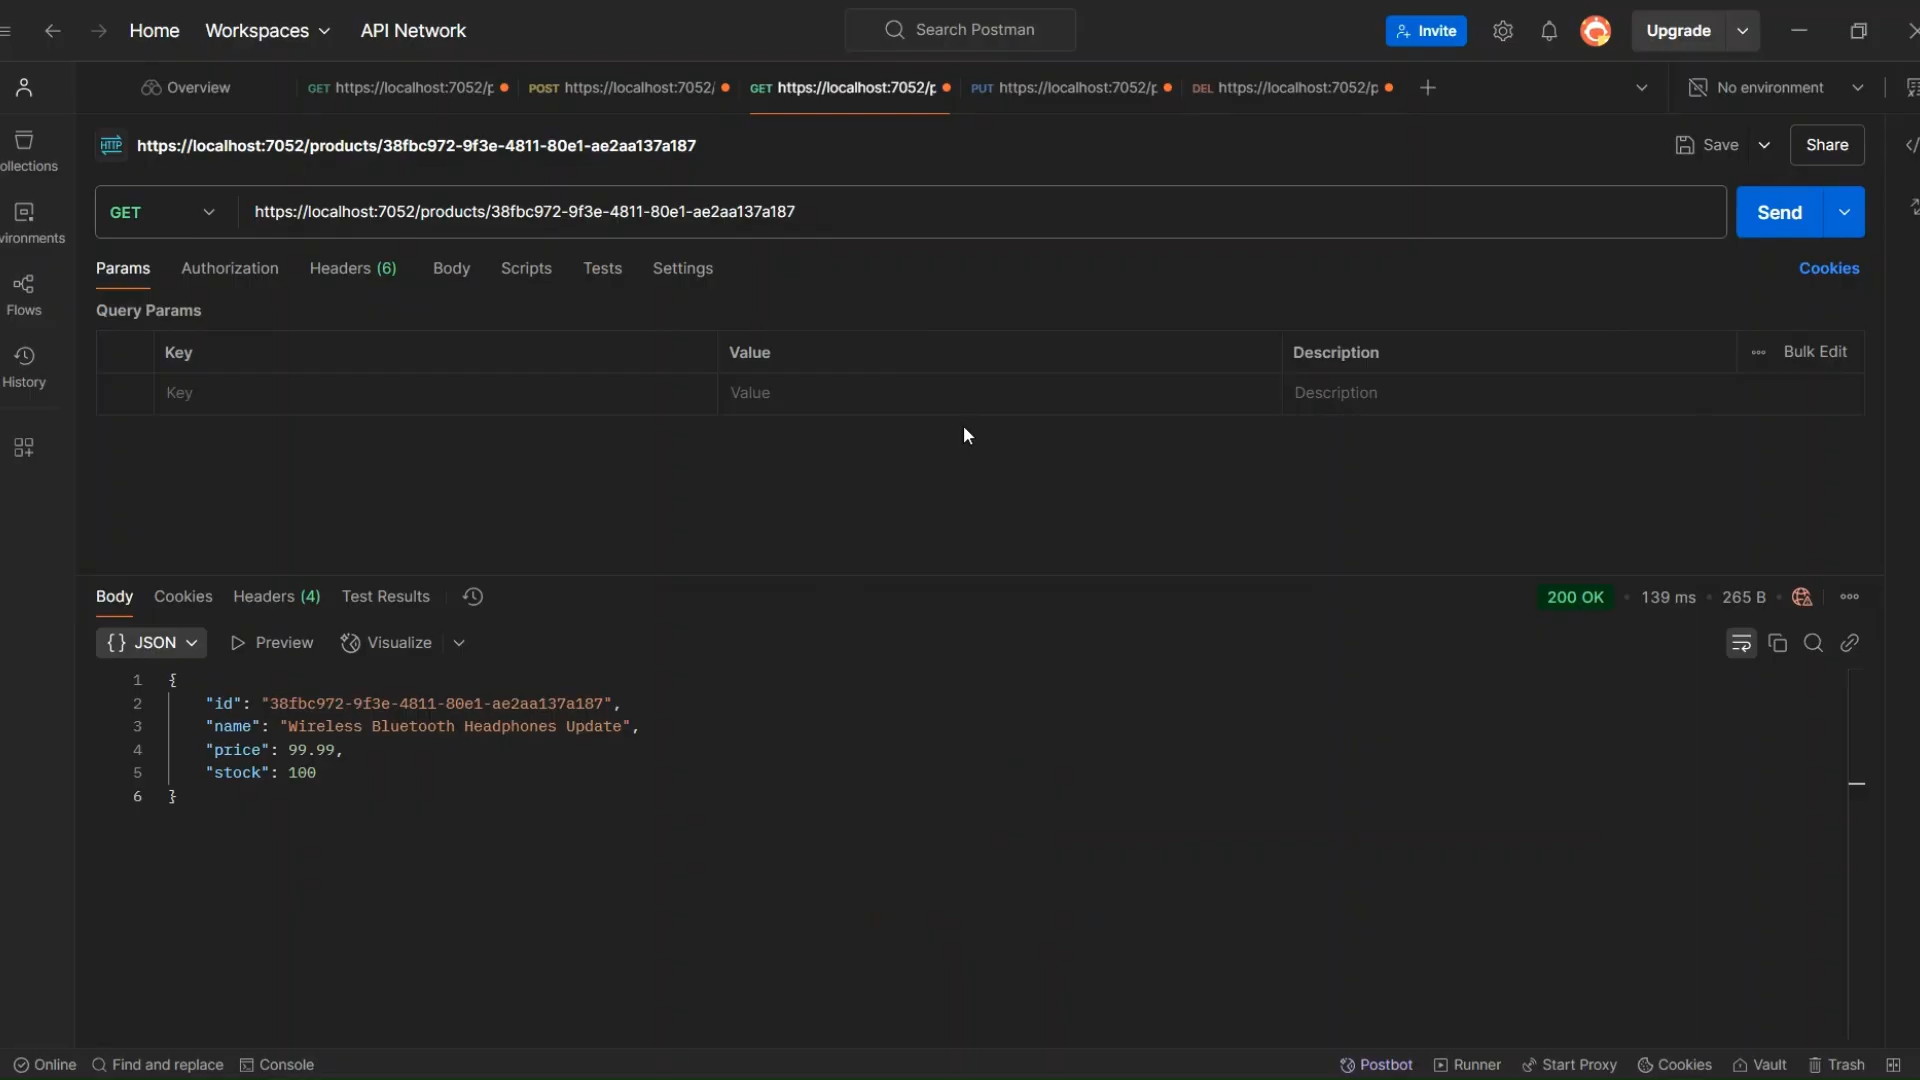 Home Workspaces API Network Search Postman Invite Upgrade
Overview GET https://localhost:7052/p POST https://localhost:7052/ GET https://localhost:7052/p PUT https://localhost:7052/p DEL https://localhost:7052/p No environment
HTTP https://localhost:7052/products/38fbc972-9f3e-4811-80e1-ae2aa137a187 Save Share
ollections
GET https://localhost:7052/products/38fbc972-9f3e-4811-80e1-ae2aa137a187 Send
vironments
Params Authorization Headers (6) Body Scripts Tests Settings Cookies
Flows
Query Params
Key Value Description Bulk Edit
History
Key Value Description
Body Cookies Headers (4) Test Results 200 OK 139 ms 265 B
{} JSON Preview Visualize
1 {
2 "id": "38fbc972-9f3e-4811-80e1-ae2aa137a187",
3 "name": "Wireless Bluetooth Headphones Update",
4 "price": 99.99,
5 "stock": 100
6 }
Online Find and replace Console Postbot Runner Start Proxy Cookies Vault Trash